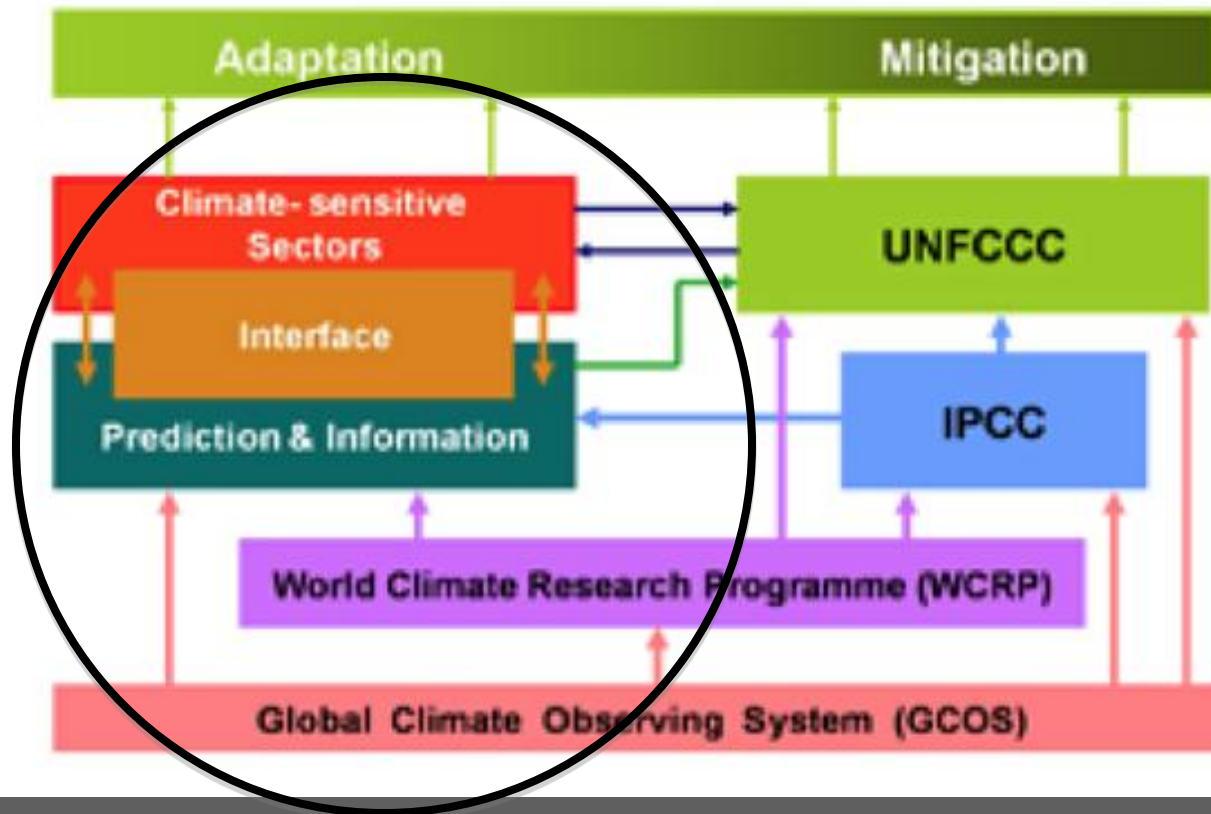 Adaptation
Mitigation
Climate- sensitive
Sectors
UNFCCC
Interface
IPCC
Prediction & Information
World Climate Research Programme (WCRP)
Global Climate Observing System (GCOS)